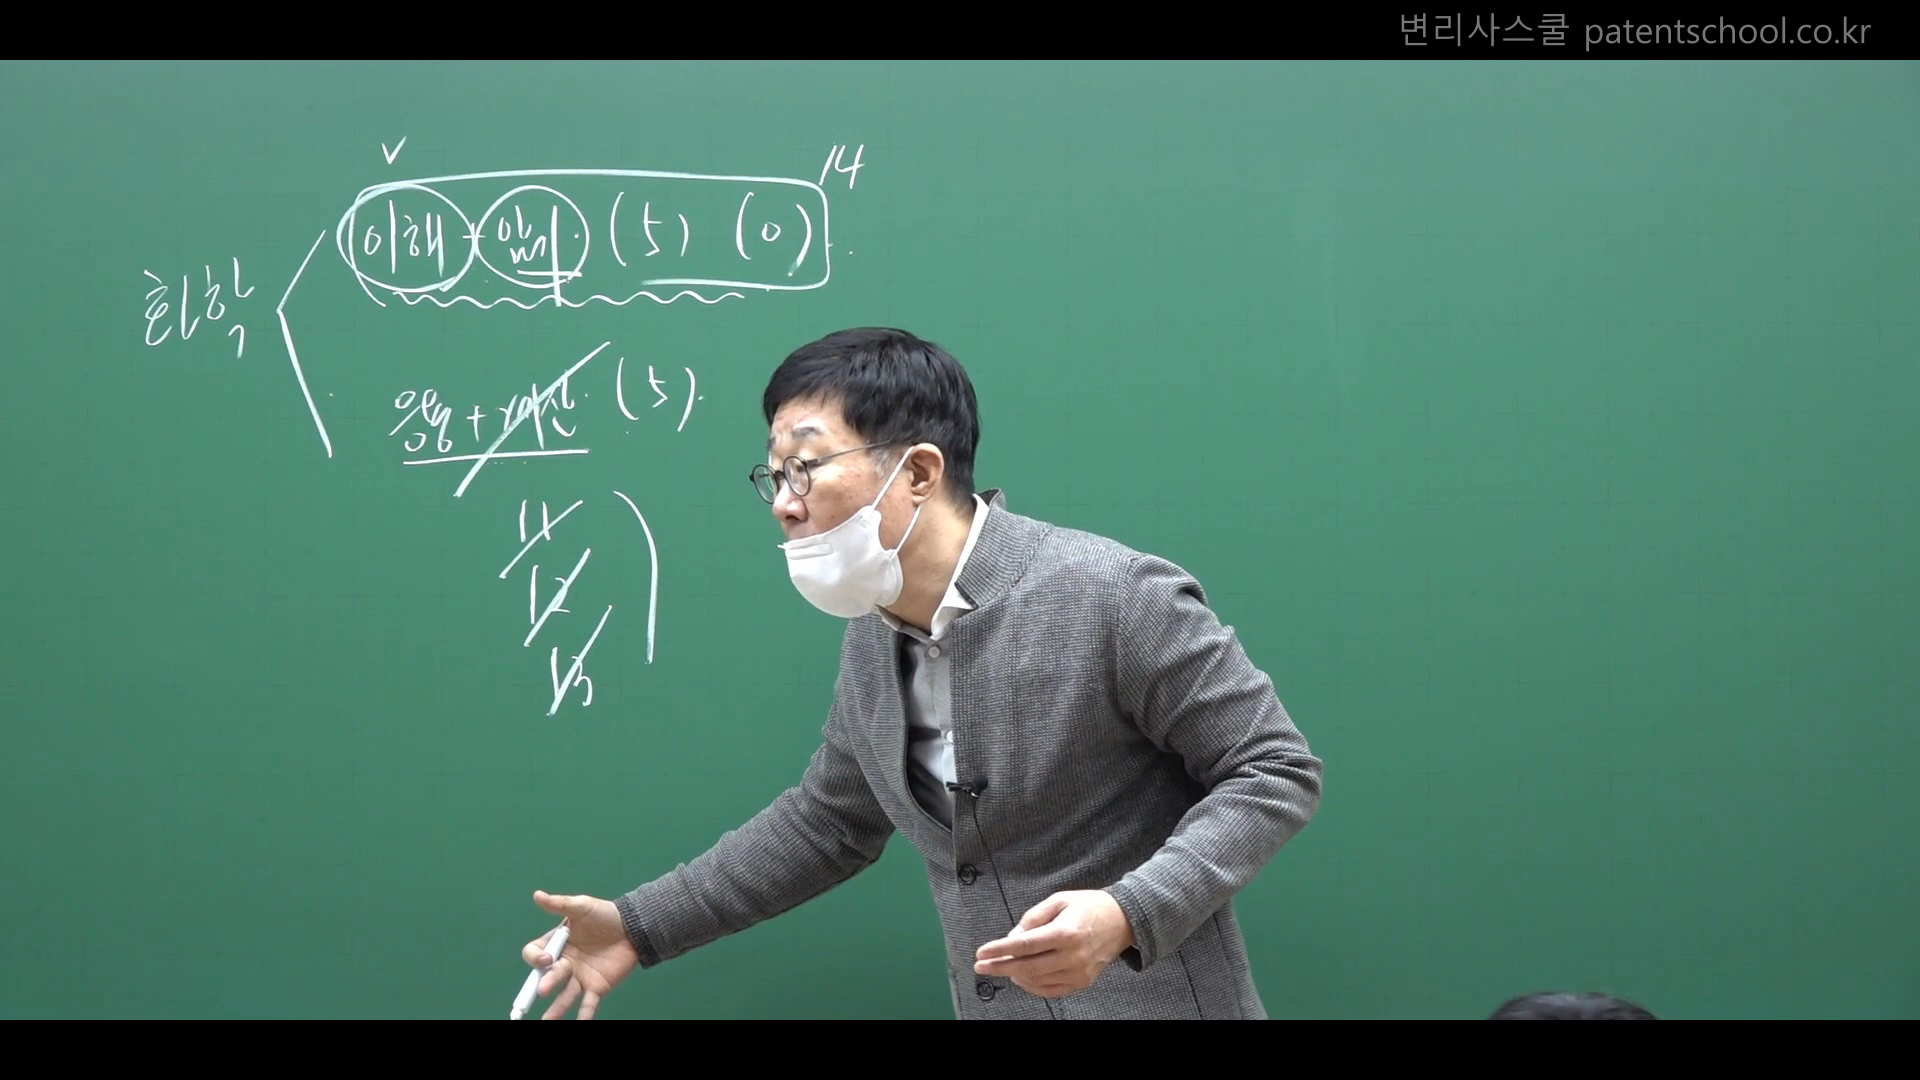 변리사스쿨 patentschool.co.kr
✓
14
이해 + 암기 (5) (0)
화학
응용 + 계산 (5)
11
12
13